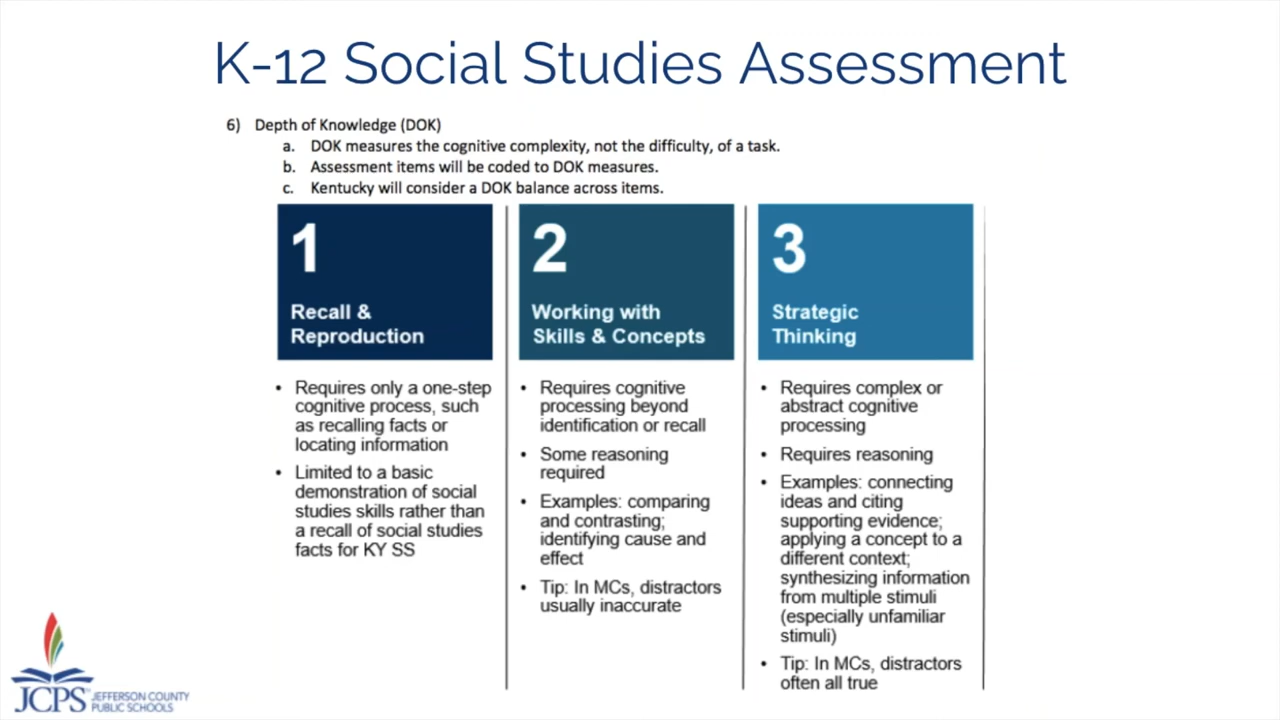 K-12 Social Studies Assessment
6) Depth of Knowledge (DOK)
a. DOK measures the cognitive complexity, not the difficulty, of a task.
b. Assessment items will be coded to DOK measures.
c. Kentucky will consider a DOK balance across items.
1
Recall &
Reproduction
• Requires only a one-step
cognitive process, such
as recalling facts or
locating information
• Limited to a basic
demonstration of social
studies skills rather than
a recall of social studies
facts for KY SS
2
Working with
Skills & Concepts
• Requires cognitive
processing beyond
identification or recall
• Some reasoning
required
• Examples: comparing
and contrasting;
identifying cause and
effect
• Tip: In MCs, distractors
usually inaccurate
3
Strategic
Thinking
• Requires complex or
abstract cognitive
processing
• Requires reasoning
• Examples: connecting
ideas and citing
supporting evidence;
applying a concept to a
different context;
synthesizing information
from multiple stimuli
(especially unfamiliar
stimuli)
• Tip: In MCs, distractors
often all true
JCPS
JEFFERSON COUNTY
PUBLIC SCHOOLS